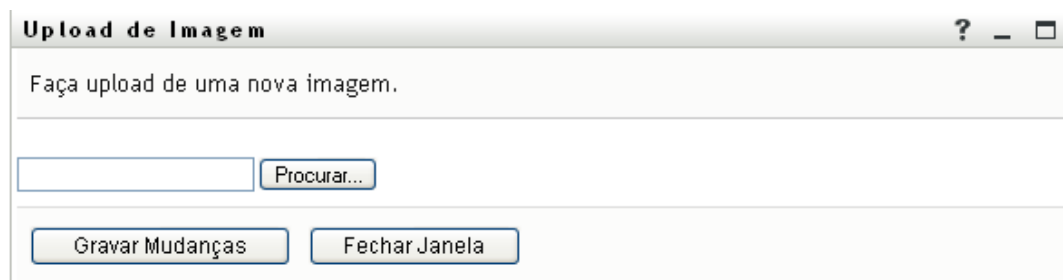 Upload de Imagem ? _
Faça upload de uma nova imagem.
Procurar...
Gravar Mudanças Fechar Janela